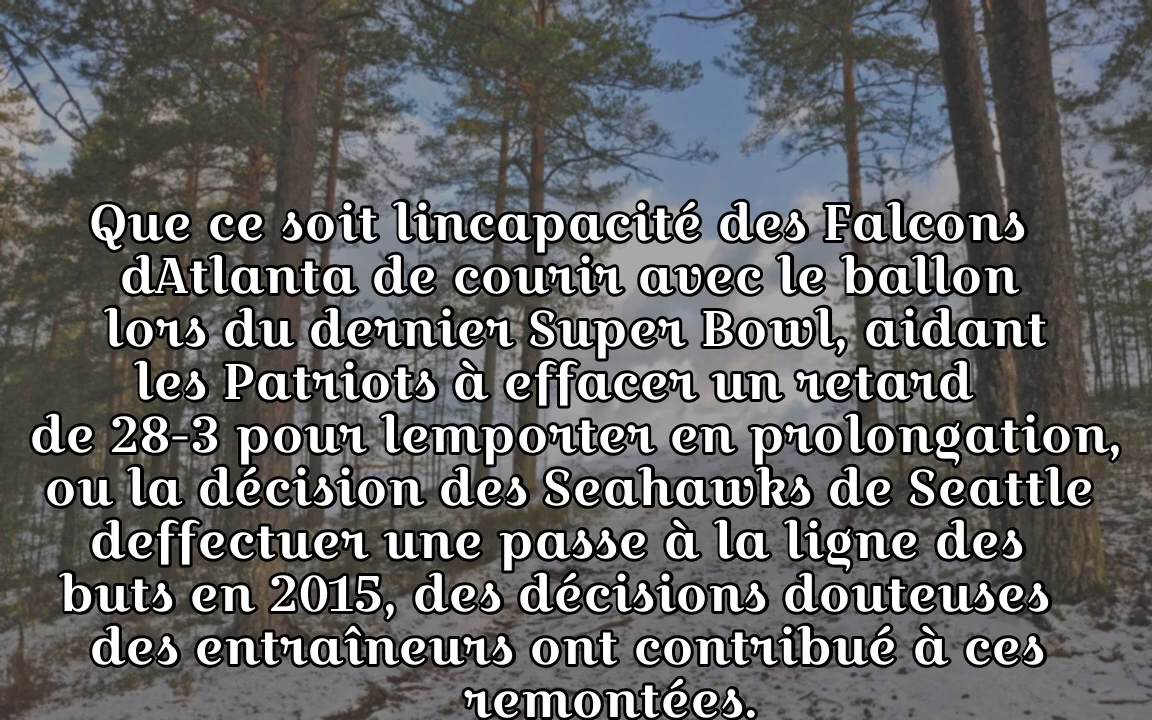 Que ce soit lincapacité des Falcons
dAtlanta de courir avec le ballon
lors du dernier Super Bowl, aidant
les Patriots à effacer un retard
de 28-3 pour lemporter en prolongation,
ou la décision des Seahawks de Seattle
deffectuer une passe à la ligne des
buts en 2015, des décisions douteuses
des entraîneurs ont contribué à ces
remontées.